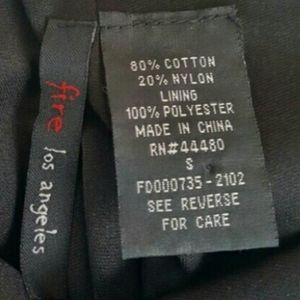 fire los angeles
80% COTTON
20% NYLON
LINING
100% POLYESTER
MADE IN CHINA
RN#44480
S
FD000735-2102
SEE REVERSE
FOR CARE